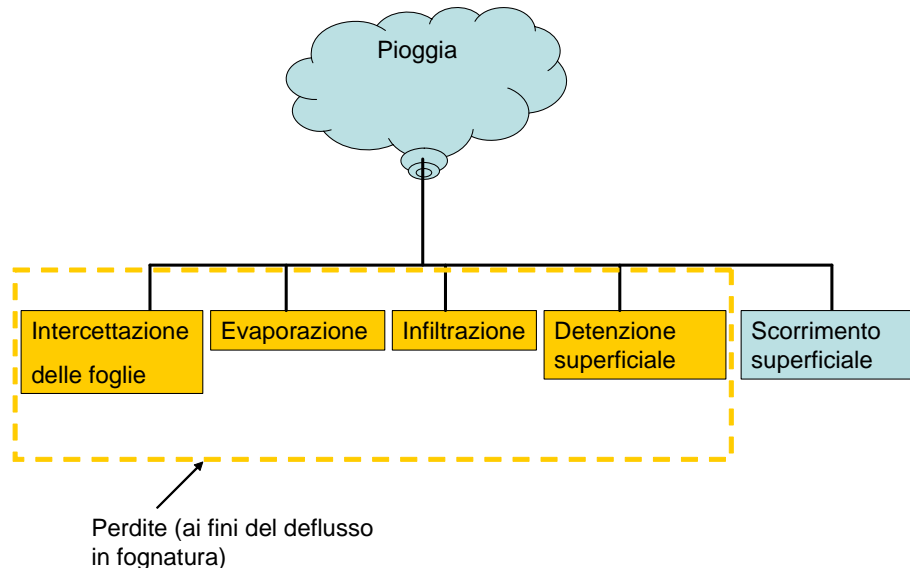 Pioggia
Intercettazione
delle foglie
Evaporazione
Infiltrazione
Detenzione
superficiale
Scorrimento
superficiale
Perdite (ai fini del deflusso
in fognatura)